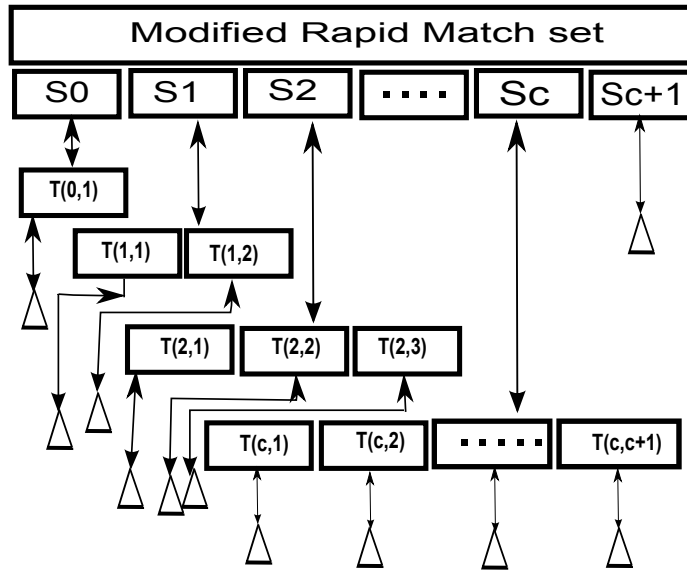 Modified Rapid Match set
S0 S1 S2 .... Sc Sc+1
T(0,1)
T(1,1) T(1,2)
T(2,1) T(2,2) T(2,3)
T(c,1) T(c,2) ..... T(c,c+1)